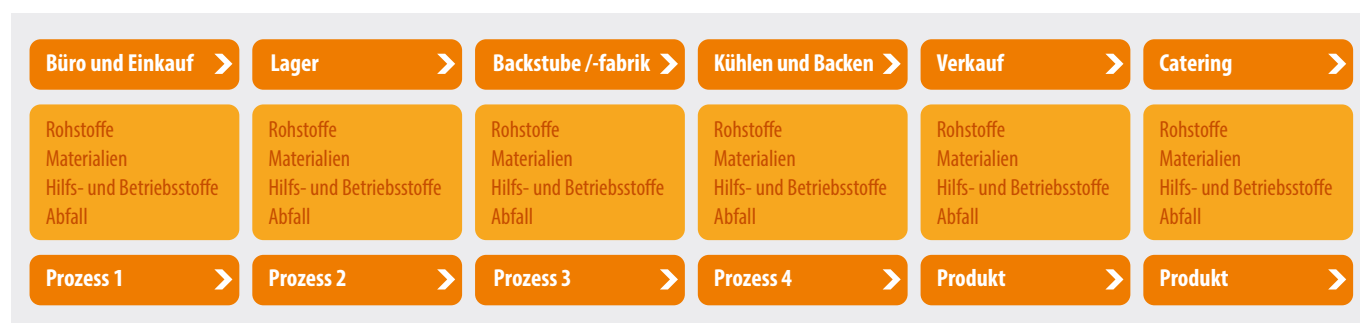 Büro und Einkauf
Lager
Backstube /-fabrik
Kühlen und Backen
Verkauf
Catering
Rohstoffe
Materialien
Hilfs- und Betriebsstoffe
Abfall
Rohstoffe
Materialien
Hilfs- und Betriebsstoffe
Abfall
Rohstoffe
Materialien
Hilfs- und Betriebsstoffe
Abfall
Rohstoffe
Materialien
Hilfs- und Betriebsstoffe
Abfall
Rohstoffe
Materialien
Hilfs- und Betriebsstoffe
Abfall
Rohstoffe
Materialien
Hilfs- und Betriebsstoffe
Abfall
Prozess 1
Prozess 2
Prozess 3
Prozess 4
Produkt
Produkt